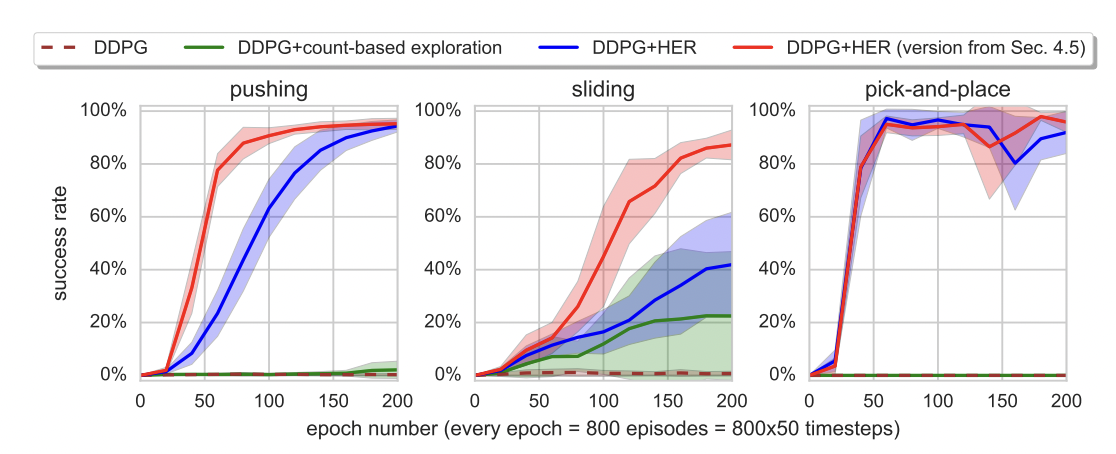 DDPG DDPG+count-based exploration DDPG+HER DDPG+HER (version from Sec. 4.5)
pushing sliding pick-and-place
success rate
100% 100% 100%
80% 80% 80%
60% 60% 60%
40% 40% 40%
20% 20% 20%
0% 0% 0%
0 50 100 150 200 0 50 100 150 200 0 50 100 150 200
epoch number (every epoch = 800 episodes = 800x50 timesteps)